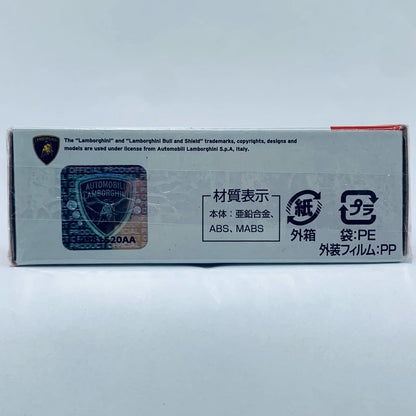 The "Lamborghini" and "Lamborghini Bull and Shield" trademarks, copyrights, designs and
models are used under license from Automobili Lamborghini S.p.A, Italy.
OFFICIAL PRODUCT
AUTOMOBILI
LAMBORGHINI
材質表示
本体：亜鉛合金、
ABS、MABS
紙
外箱
プラ
袋:PE
外装フィルム:PP